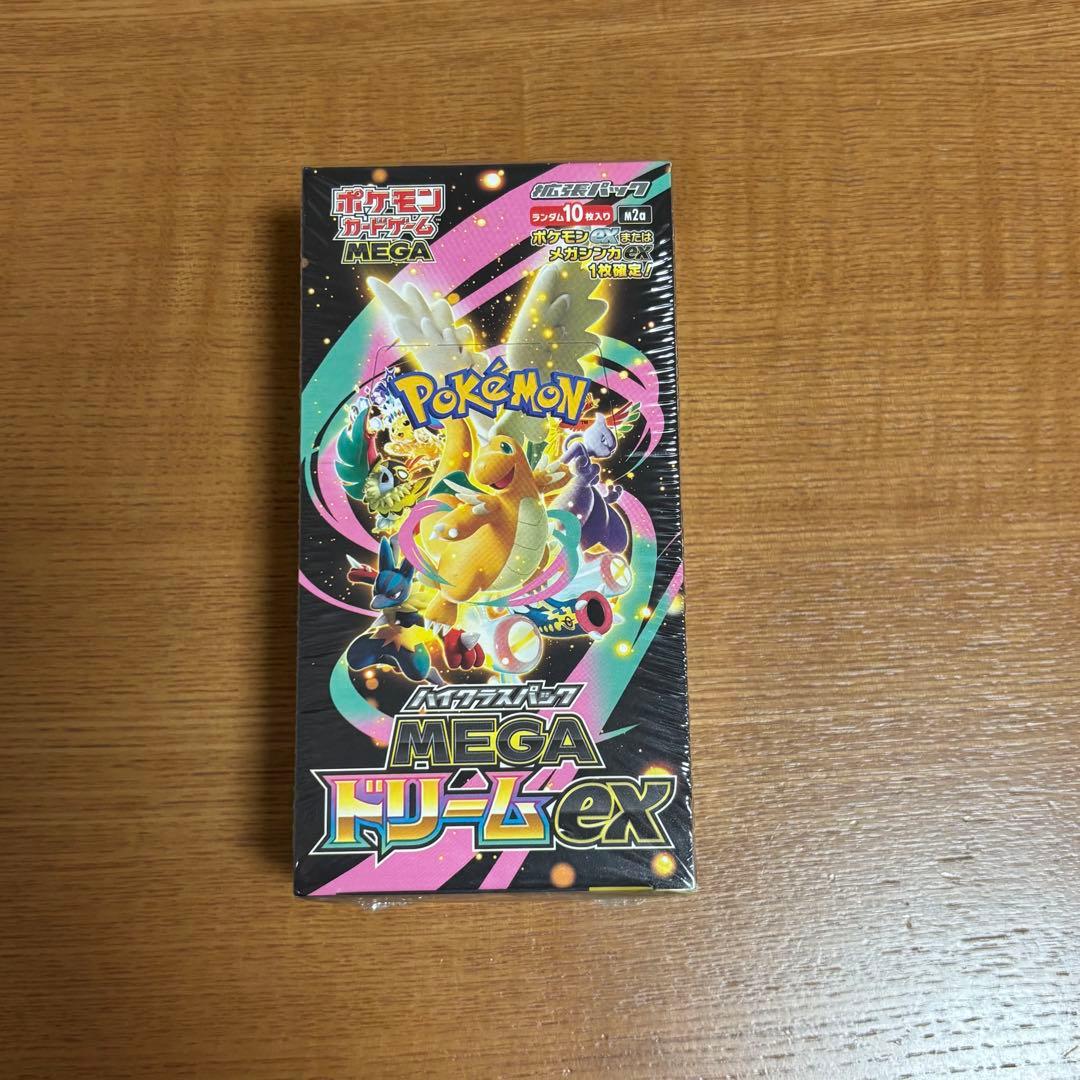 ポケモン
カードゲーム
MEGA
拡張パック
ランダム10枚入り M2a
ポケモンexまたは
メガシンカex
1枚確定!
POKÉMON
TM
ハイクラスパック
MEGA
ドリームex